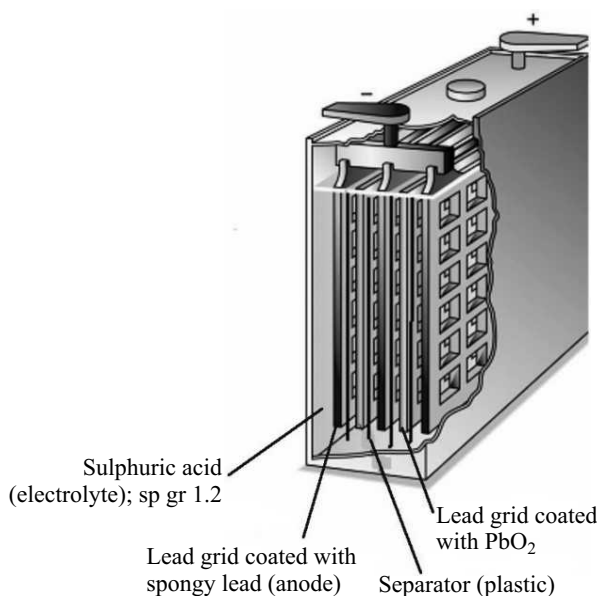 +
−
Sulphuric acid
(electrolyte); sp gr 1.2
Lead grid coated
with PbO₂
Lead grid coated with
spongy lead (anode)
Separator (plastic)